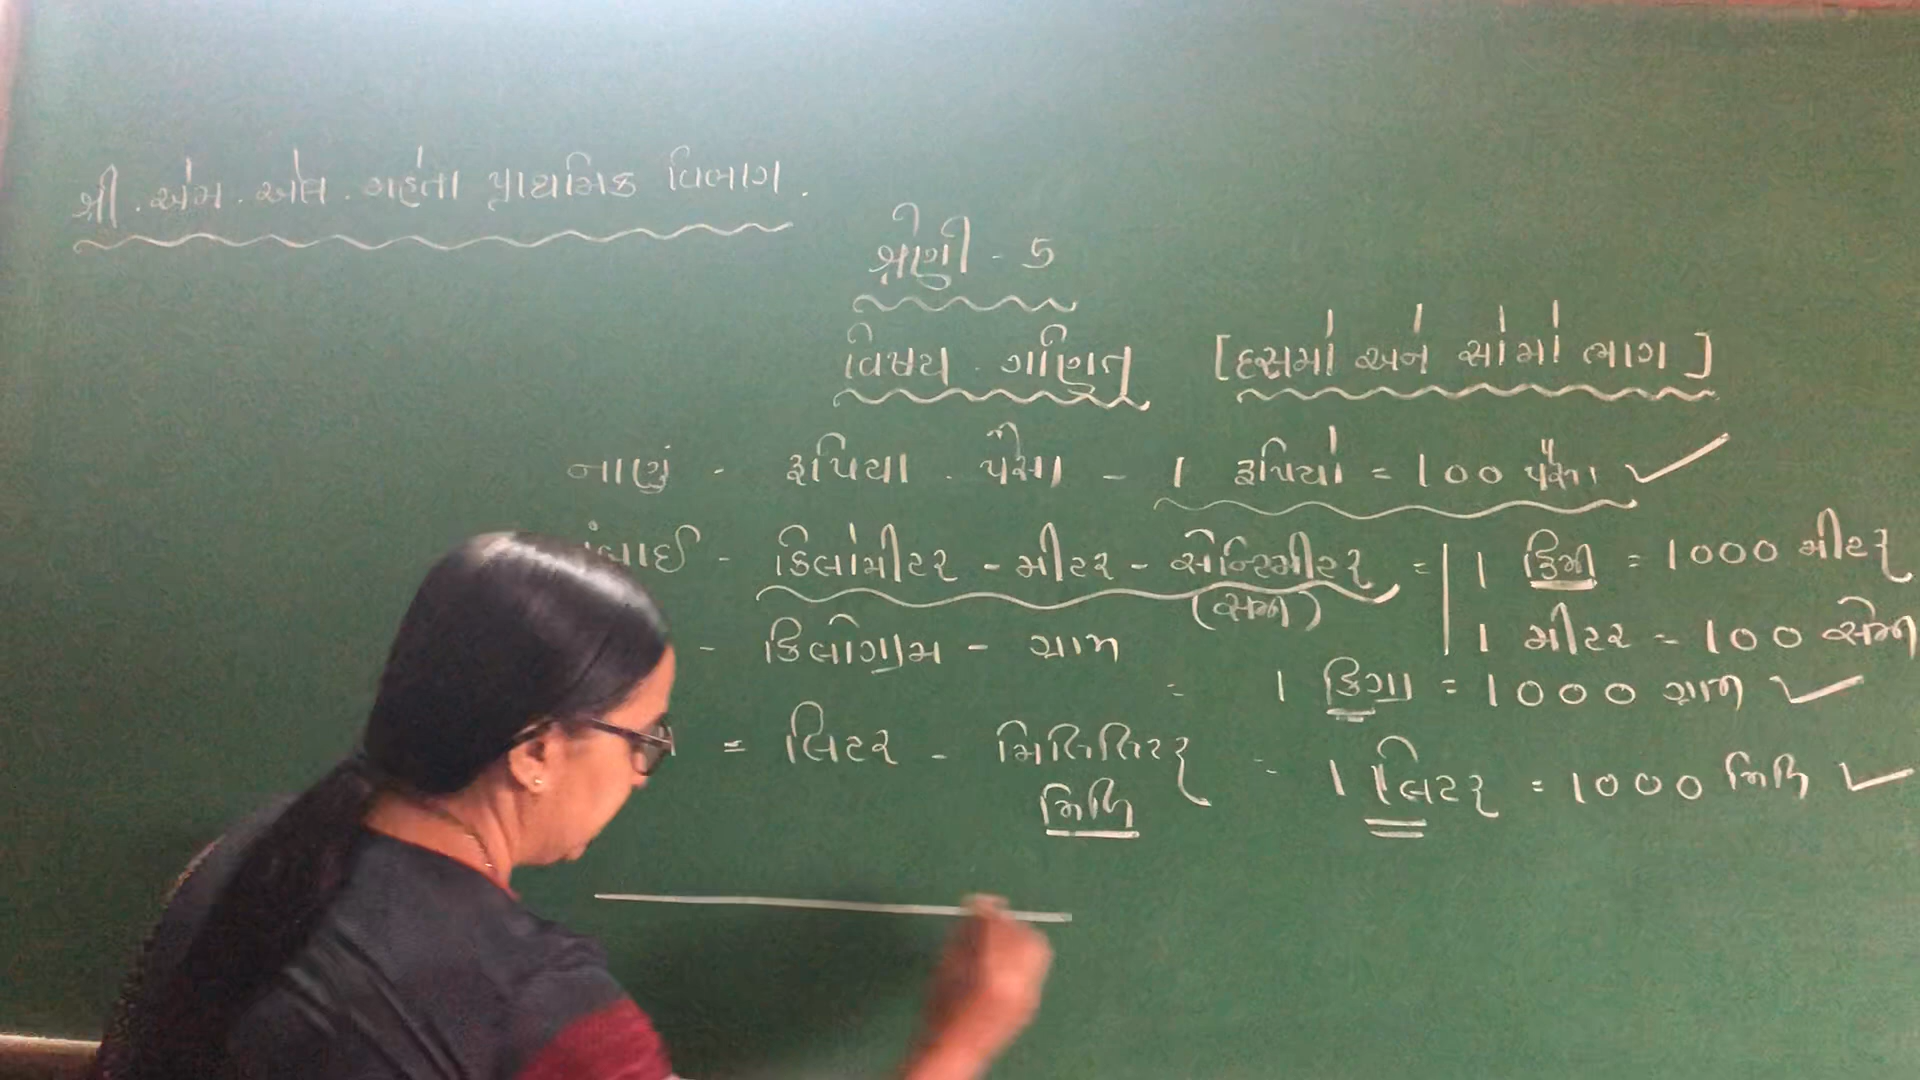 શ્રી . એમ . એલ . મહેતા પ્રાથમિક વિભાગ .
શ્રેણી - 5
વિષય . ગણિત [દસમો અને સોમો ભાગ]
નાણું - રૂપિયા . પૈસા - 1 રૂપિયો = 100 પૈસા
- કિલોમીટર - મીટર - સેન્ટિમીટર = 1 કિમી = 1000 મીટર
(સેમી) 1 મીટર = 100 સેમી
- કિલોગ્રામ - ગ્રામ = 1 કિગ્રા = 1000 ગ્રામ
= લિટર - મિલિલિટર - 1 લિટર = 1000 મિલિ
મિલિ